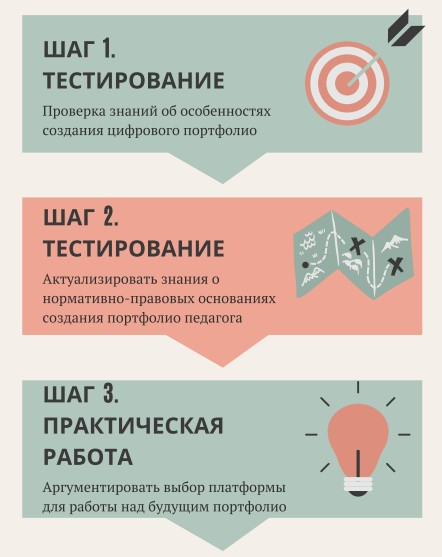 ШАГ 1.
ТЕСТИРОВАНИЕ
Проверка знаний об особенностях
создания цифрового портфолио
ШАГ 2.
ТЕСТИРОВАНИЕ
Актуализировать знания о
нормативно-правовых основаниях
создания портфолио педагога
ШАГ 3.
ПРАКТИЧЕСКАЯ
РАБОТА
Аргументировать выбор платформы
для работы над будущим портфолио